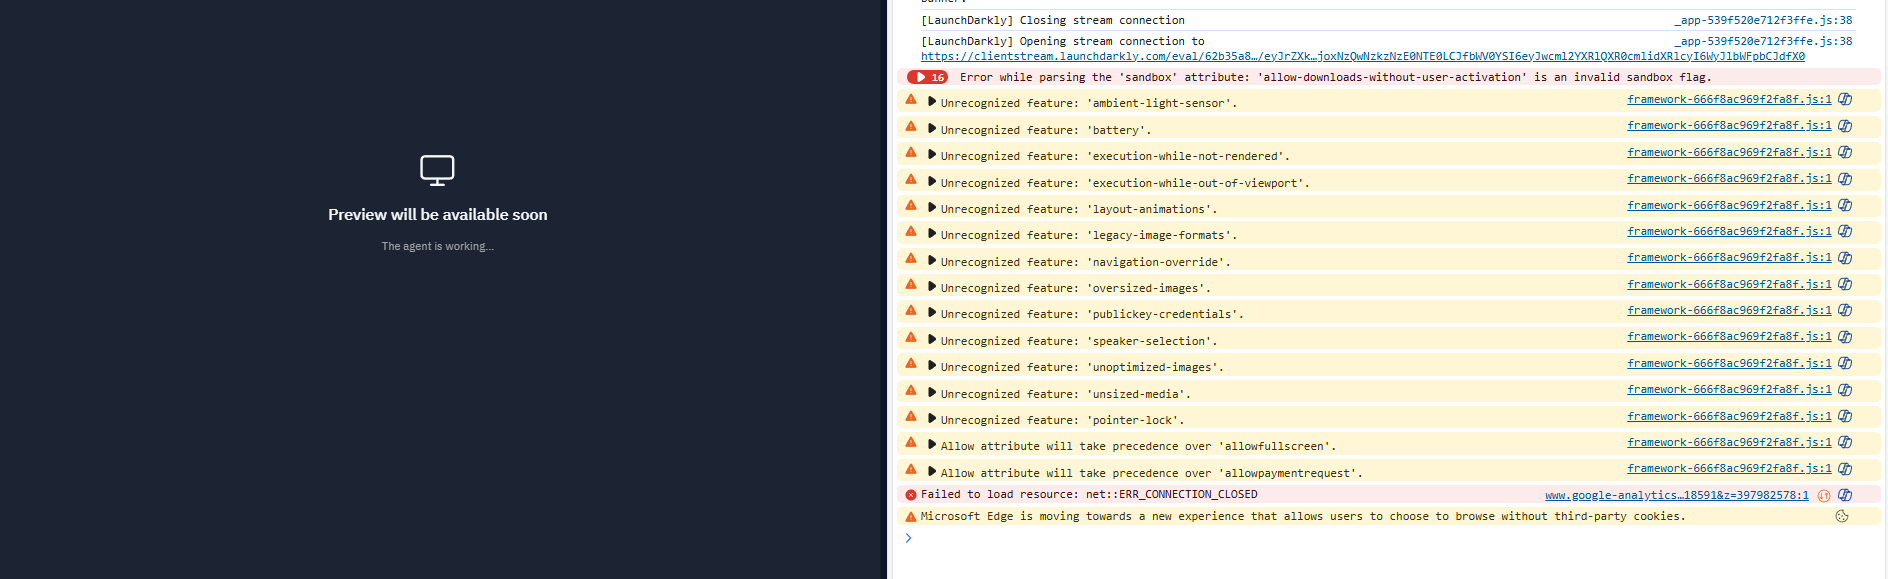 Preview will be available soon
The agent is working...
[LaunchDarkly] Closing stream connection _app-539f520e712f3ffe.js:38
[LaunchDarkly] Opening stream connection to _app-539f520e712f3ffe.js:38
https://clientstream.launchdarkly.com/eval/62b35a8…/eyJrZXk…joxNzQwNzkzNzE0NTE0LCJfbWV0YSI6eyJwcml2YXRlQXR0cmlidXRlcyI6WyJlbWFpbCJdfX0
16 Error while parsing the 'sandbox' attribute: 'allow-downloads-without-user-activation' is an invalid sandbox flag.
Unrecognized feature: 'ambient-light-sensor'. framework-666f8ac969f2fa8f.js:1
Unrecognized feature: 'battery'. framework-666f8ac969f2fa8f.js:1
Unrecognized feature: 'execution-while-not-rendered'. framework-666f8ac969f2fa8f.js:1
Unrecognized feature: 'execution-while-out-of-viewport'. framework-666f8ac969f2fa8f.js:1
Unrecognized feature: 'layout-animations'. framework-666f8ac969f2fa8f.js:1
Unrecognized feature: 'legacy-image-formats'. framework-666f8ac969f2fa8f.js:1
Unrecognized feature: 'navigation-override'. framework-666f8ac969f2fa8f.js:1
Unrecognized feature: 'oversized-images'. framework-666f8ac969f2fa8f.js:1
Unrecognized feature: 'publickey-credentials'. framework-666f8ac969f2fa8f.js:1
Unrecognized feature: 'speaker-selection'. framework-666f8ac969f2fa8f.js:1
Unrecognized feature: 'unoptimized-images'. framework-666f8ac969f2fa8f.js:1
Unrecognized feature: 'unsized-media'. framework-666f8ac969f2fa8f.js:1
Unrecognized feature: 'pointer-lock'. framework-666f8ac969f2fa8f.js:1
Allow attribute will take precedence over 'allowfullscreen'. framework-666f8ac969f2fa8f.js:1
Allow attribute will take precedence over 'allowpaymentrequest'. framework-666f8ac969f2fa8f.js:1
Failed to load resource: net::ERR_CONNECTION_CLOSED www.google-analytics…18591&z=397982578:1
Microsoft Edge is moving towards a new experience that allows users to choose to browse without third-party cookies.